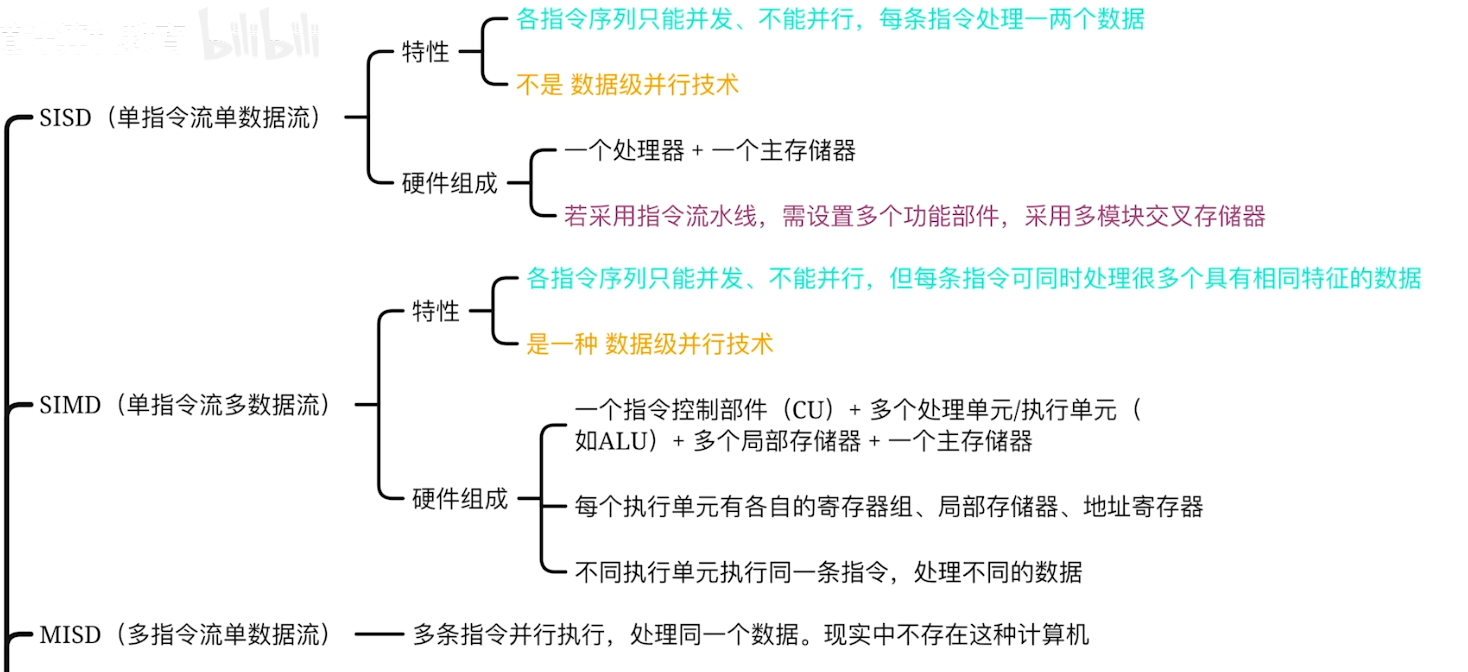 bilibili
各指令序列只能并发、不能并行，每条指令处理一两个数据
特性
不是 数据级并行技术
SISD（单指令流单数据流）
一个处理器 + 一个主存储器
硬件组成
若采用指令流水线，需设置多个功能部件，采用多模块交叉存储器
各指令序列只能并发、不能并行，但每条指令可同时处理很多个具有相同特征的数据
特性
是一种 数据级并行技术
SIMD（单指令流多数据流）
一个指令控制部件（CU）+ 多个处理单元/执行单元（
如ALU）+ 多个局部存储器 + 一个主存储器
硬件组成
每个执行单元有各自的寄存器组、局部存储器、地址寄存器
不同执行单元执行同一条指令，处理不同的数据
MISD（多指令流单数据流）
多条指令并行执行，处理同一个数据。现实中不存在这种计算机